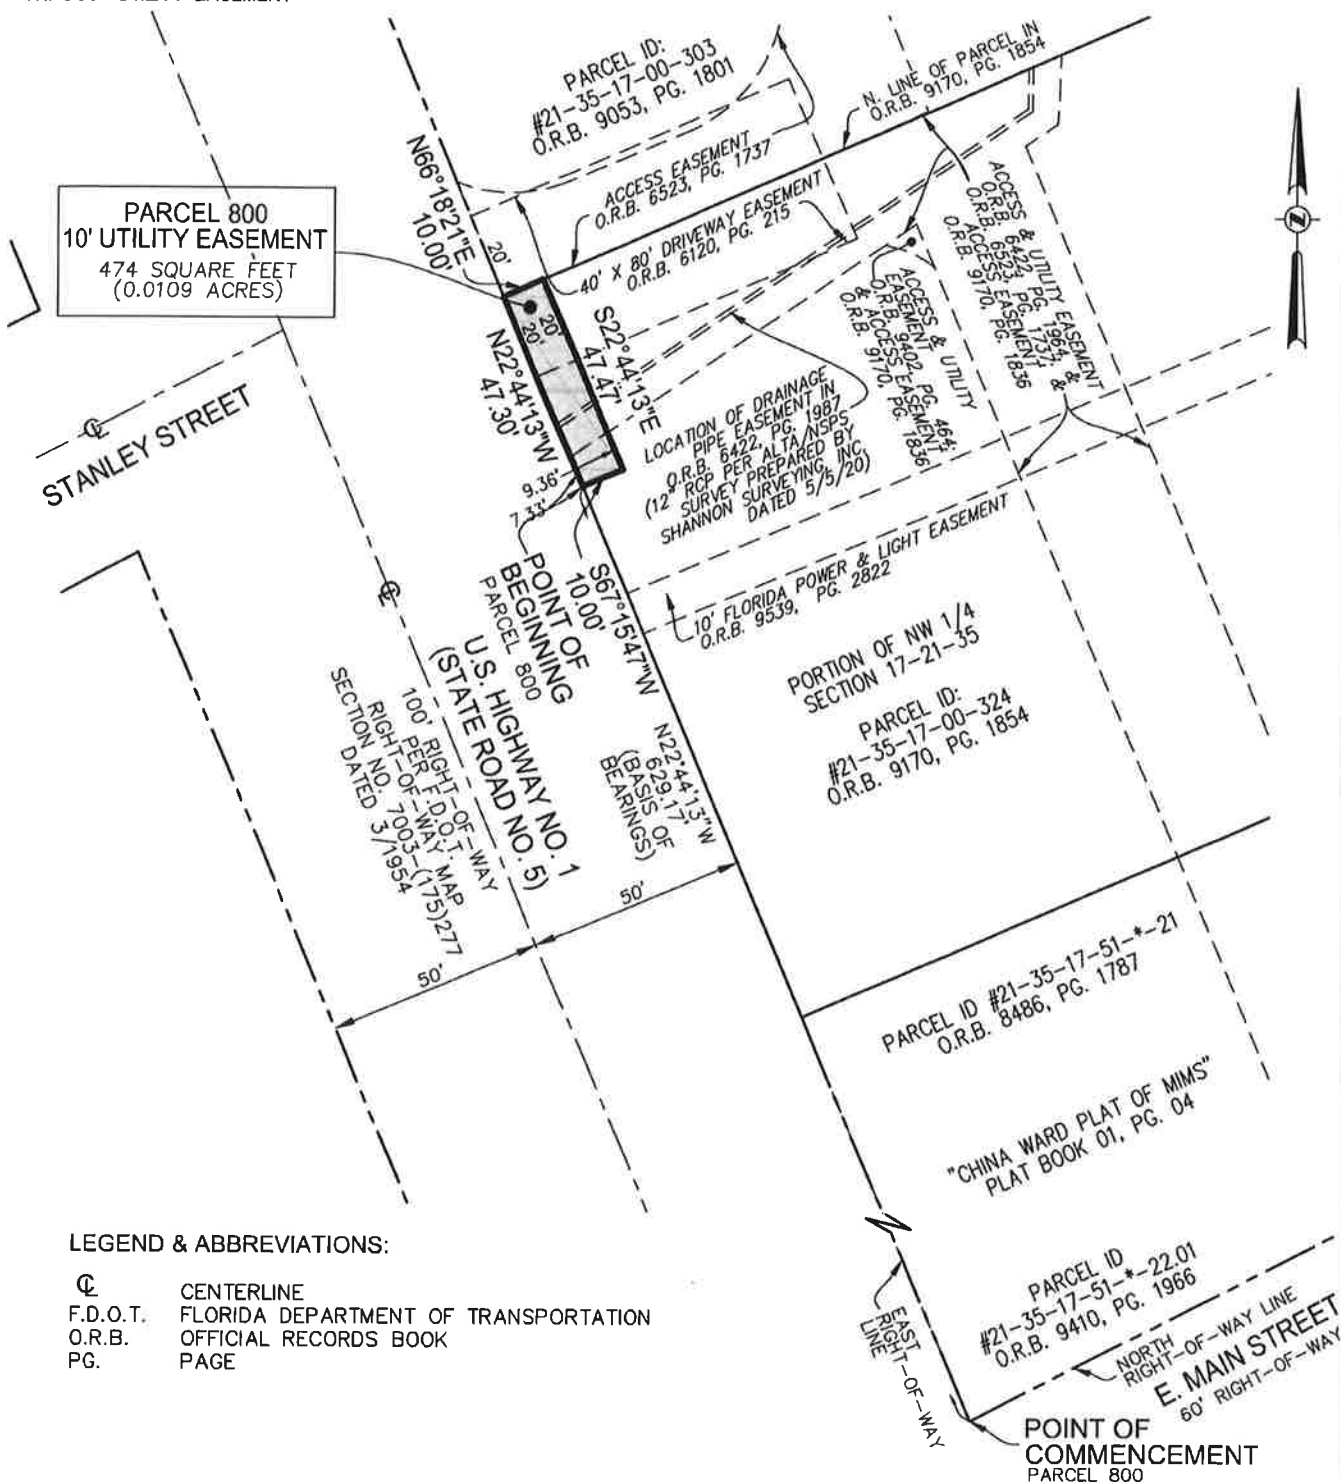 PARCEL ID:
#21-35-17-00-303
O.R.B. 9053, PG. 1801
N. LINE OF PARCEL IN
O.R.B. 9170, PG. 1854
N66°18'21"E
10.00'
ACCESS EASEMENT
O.R.B. 6523, PG. 1737
PARCEL 800
10' UTILITY EASEMENT
474 SQUARE FEET
(0.0109 ACRES)
20'
40' X 80' DRIVEWAY EASEMENT
O.R.B. 6120, PG. 215
ACCESS & UTILITY EASEMENT
O.R.B. 6422, PG. 1964, &
O.R.B. 6523, PG. 1737, &
ACCESS EASEMENT
O.R.B. 9170, PG. 1836
ACCESS & UTILITY
EASEMENT
O.R.B. 9402, PG. 464;
& ACCESS EASEMENT
O.R.B. 9170, PG. 1836
20'
20'
S22°44'13"E
47.47'
N22°44'13"W
47.30'
LOCATION OF DRAINAGE
PIPE EASEMENT IN
O.R.B. 6422, PG. 1987
(12" RCP PER ALTA/NSPS
SURVEY PREPARED BY
SHANNON SURVEYING, INC.
DATED 5/5/20)
℄
STANLEY STREET
9.36'
7.33'
10' FLORIDA POWER & LIGHT EASEMENT
O.R.B. 9539, PG. 2822
S67°15'47"W
10.00'
POINT OF
BEGINNING
PARCEL 800
℄
U.S. HIGHWAY NO. 1
(STATE ROAD NO. 5)
100' RIGHT-OF-WAY
PER F.D.O.T.
RIGHT-OF-WAY MAP
SECTION NO. 7003-(175)277
DATED 3/1954
PORTION OF NW 1/4
SECTION 17-21-35
PARCEL ID:
#21-35-17-00-324
O.R.B. 9170, PG. 1854
N22°44'13"W
629.17'
(BASIS OF
BEARINGS)
50'
50'
PARCEL ID #21-35-17-51-*-21
O.R.B. 8486, PG. 1787
"CHINA WARD PLAT OF MIMS"
PLAT BOOK 01, PG. 04
LEGEND & ABBREVIATIONS:
℄ CENTERLINE
F.D.O.T. FLORIDA DEPARTMENT OF TRANSPORTATION
O.R.B. OFFICIAL RECORDS BOOK
PG. PAGE
PARCEL ID
#21-35-17-51-*-22.01
O.R.B. 9410, PG. 1966
EAST
RIGHT-OF-WAY
LINE
NORTH
RIGHT-OF-WAY LINE
E. MAIN STREET
60' RIGHT-OF-WAY
POINT OF
COMMENCEMENT
PARCEL 800